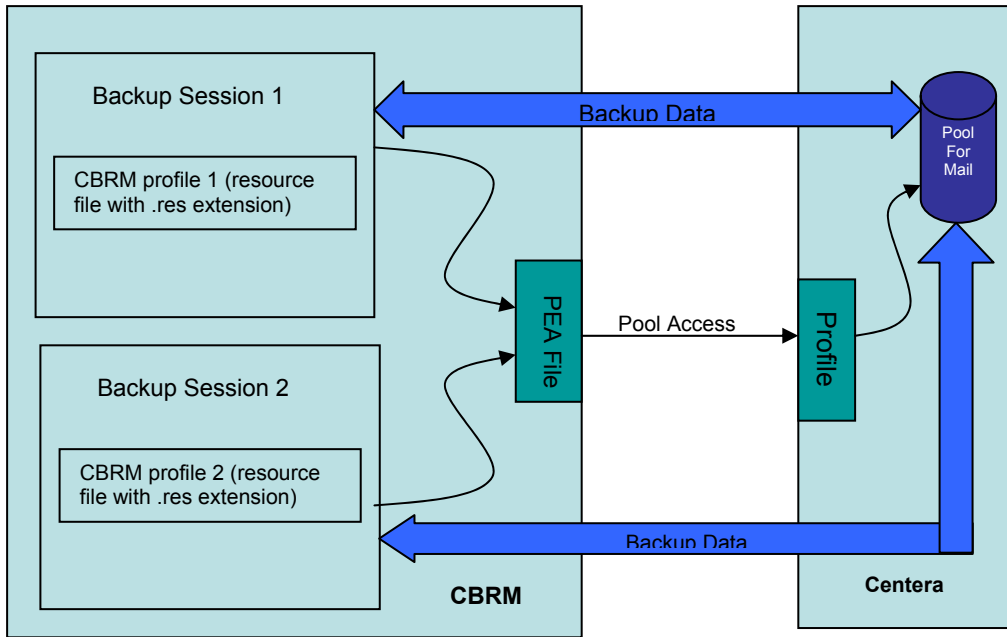 Backup Session 1
CBRM profile 1 (resource
file with .res extension)
Backup Data
Pool
For
Mail
PEA File
Pool Access
Profile
Backup Session 2
CBRM profile 2 (resource
file with .res extension)
Backup Data
CBRM
Centera